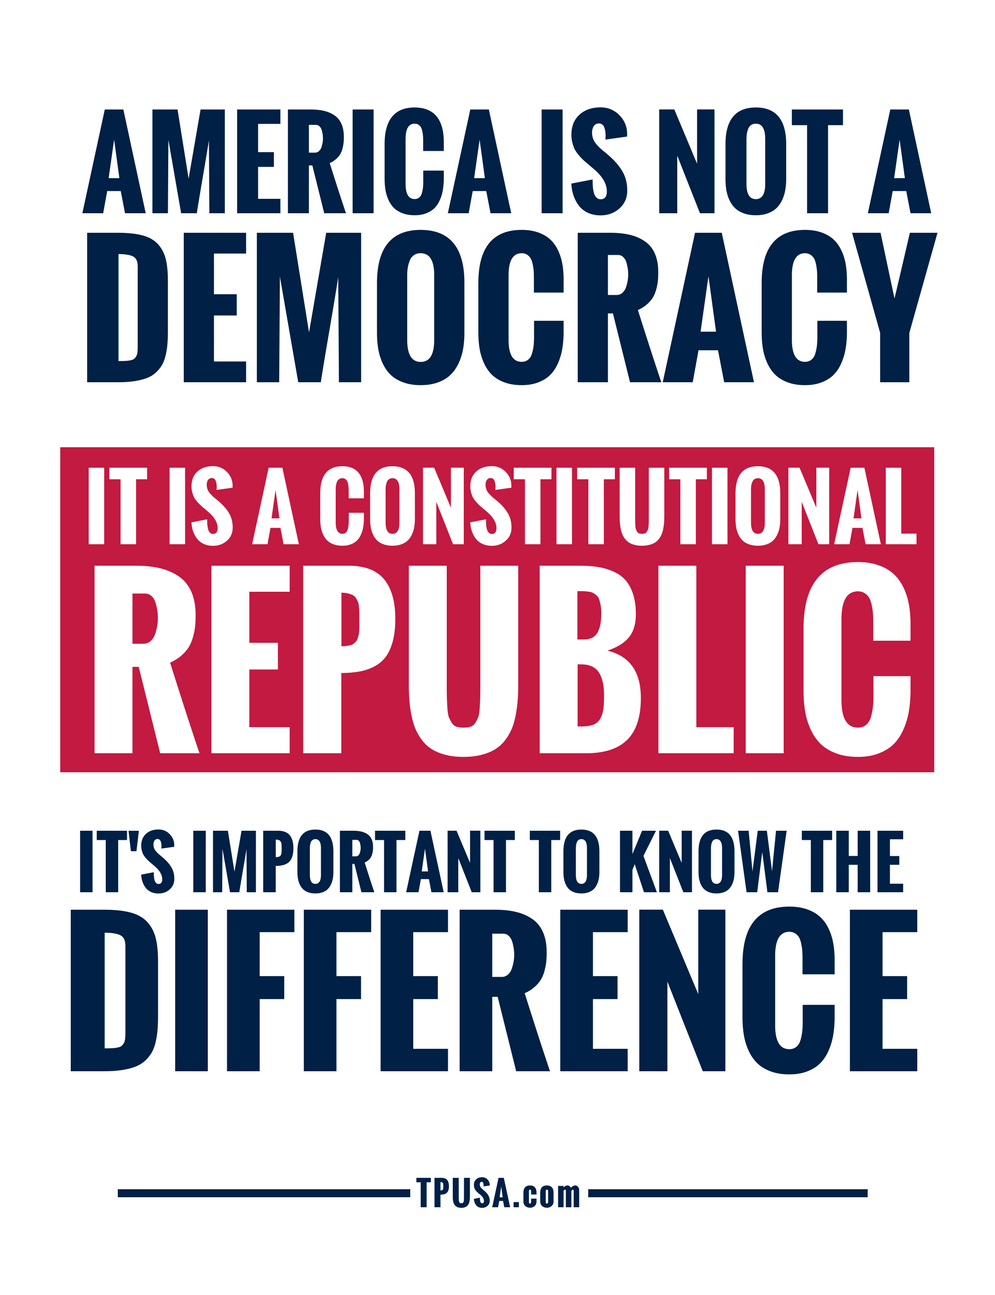 AMERICA IS NOT A
DEMOCRACY
IT IS A CONSTITUTIONAL
REPUBLIC
IT'S IMPORTANT TO KNOW THE
DIFFERENCE
TPUSA.com